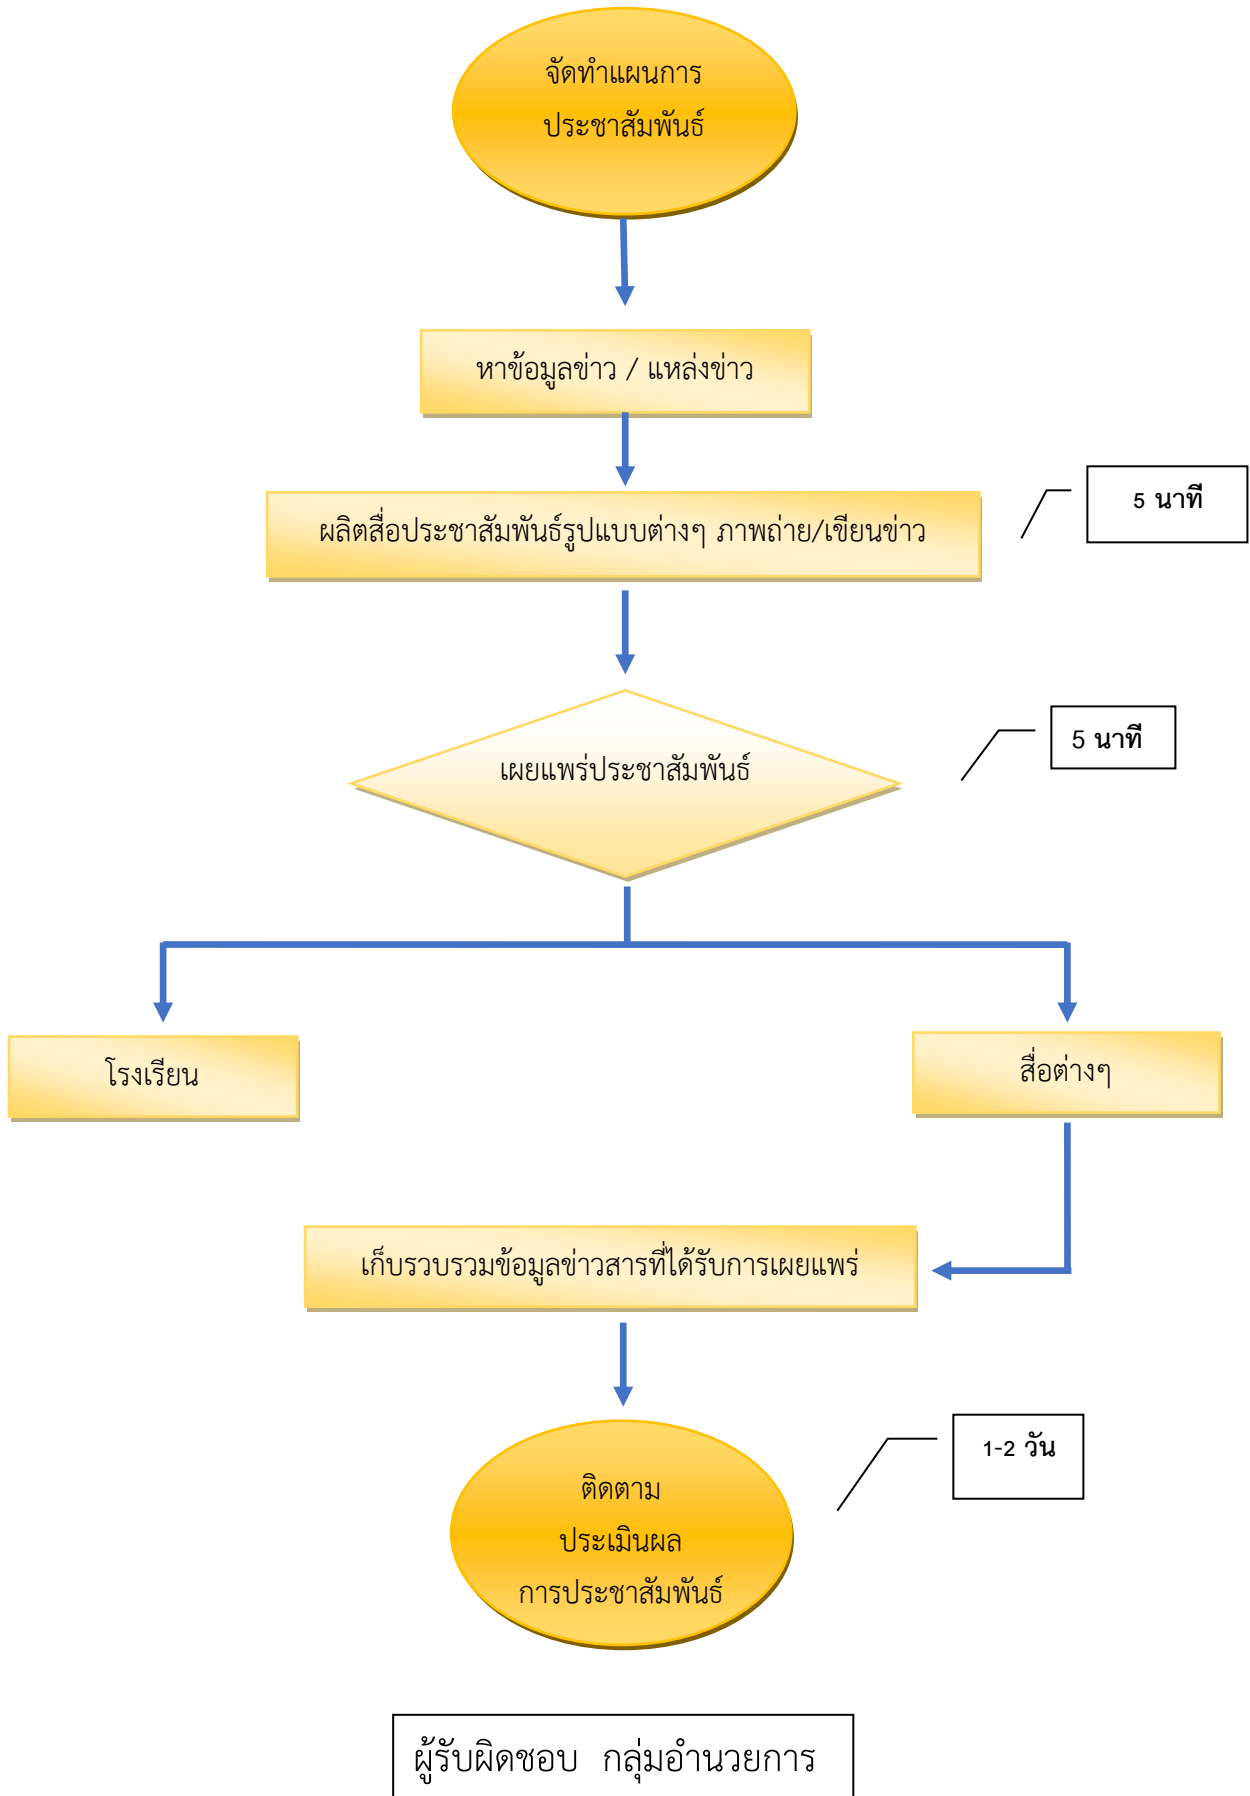 จัดทำแผนการ
ประชาสัมพันธ์
หาข้อมูลข่าว / แหล่งข่าว
5 นาที
ผลิตสื่อประชาสัมพันธ์รูปแบบต่างๆ ภาพถ่าย/เขียนข่าว
5 นาที
เผยแพร่ประชาสัมพันธ์
โรงเรียน
สื่อต่างๆ
เก็บรวบรวมข้อมูลข่าวสารที่ได้รับการเผยแพร่
1-2 วัน
ติดตาม
ประเมินผล
การประชาสัมพันธ์
ผู้รับผิดชอบ กลุ่มอำนวยการ